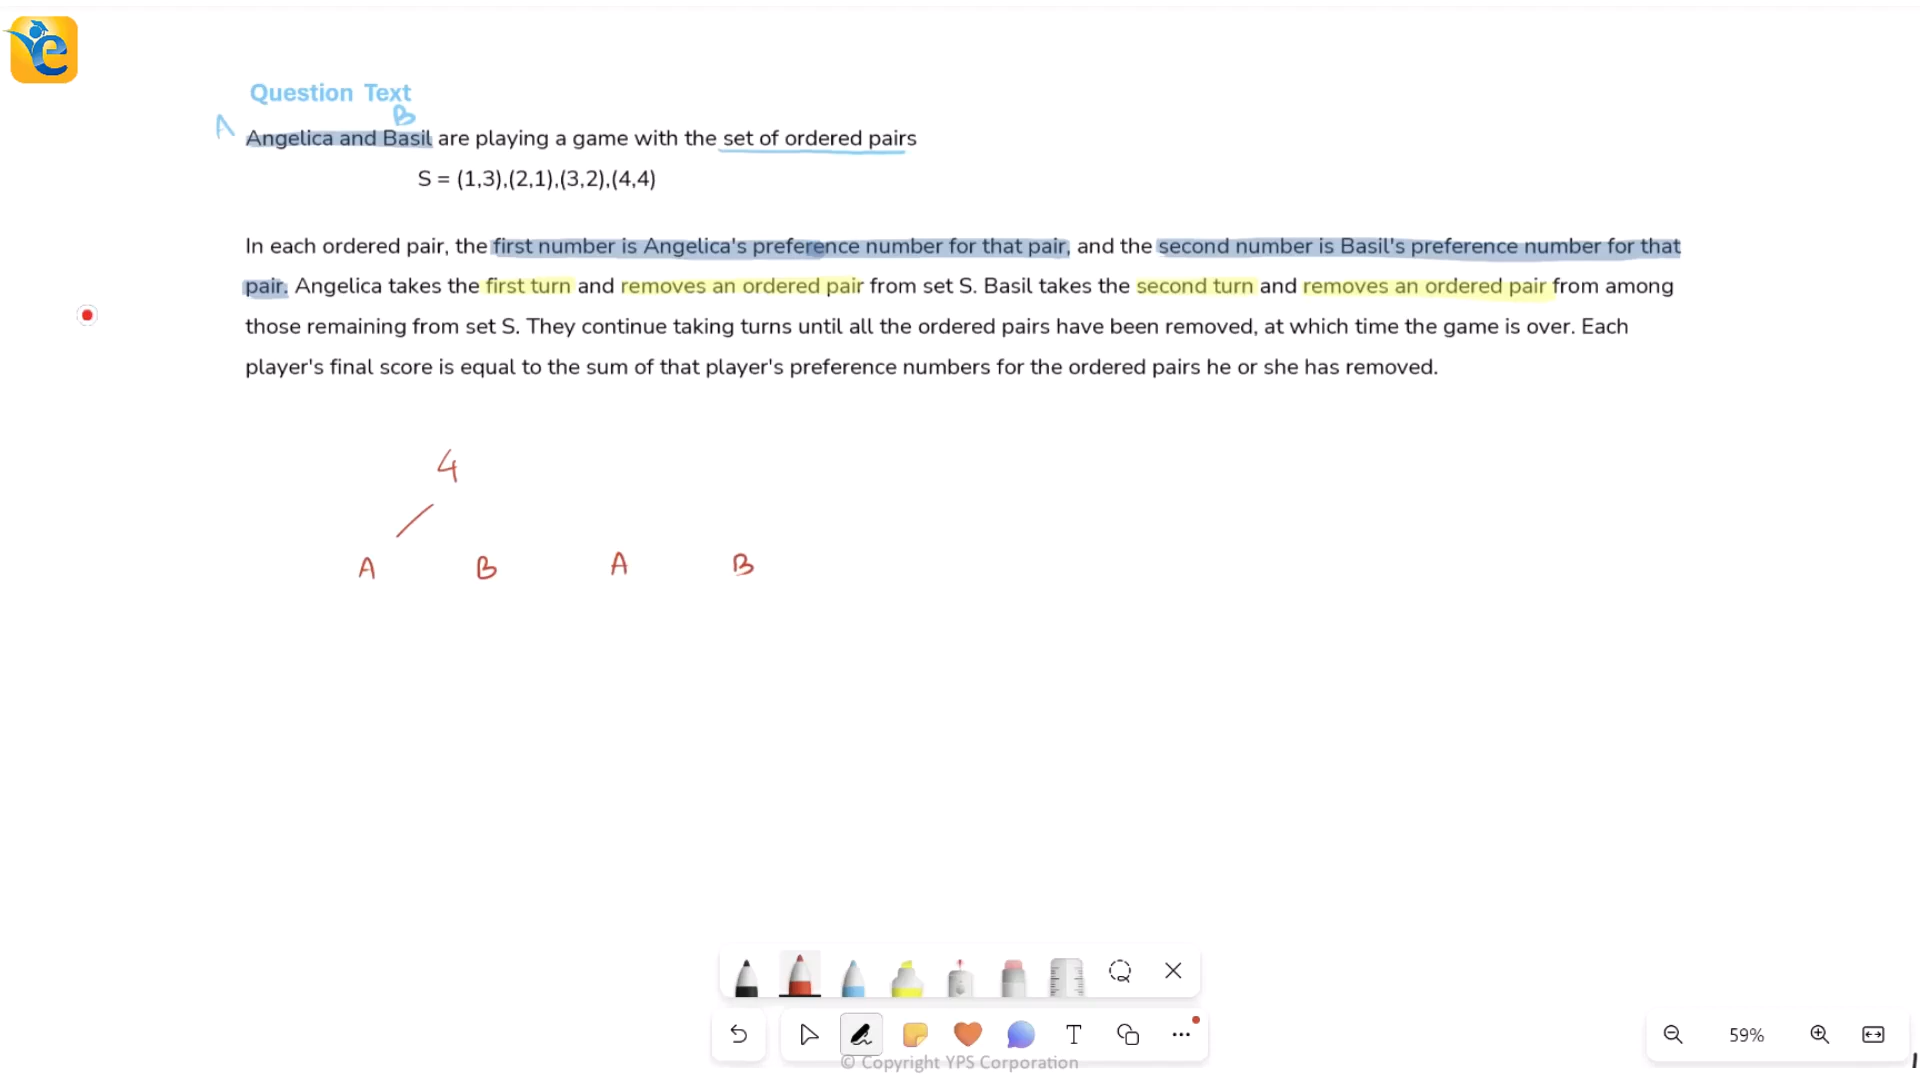 Question Text
A B
Angelica and Basil are playing a game with the set of ordered pairs
S = (1,3),(2,1),(3,2),(4,4)
In each ordered pair, the first number is Angelica's preference number for that pair, and the second number is Basil's preference number for that
pair. Angelica takes the first turn and removes an ordered pair from set S. Basil takes the second turn and removes an ordered pair from among
those remaining from set S. They continue taking turns until all the ordered pairs have been removed, at which time the game is over. Each
player's final score is equal to the sum of that player's preference numbers for the ordered pairs he or she has removed.
4
A B A B
T 59%
© Copyright YPS Corporation